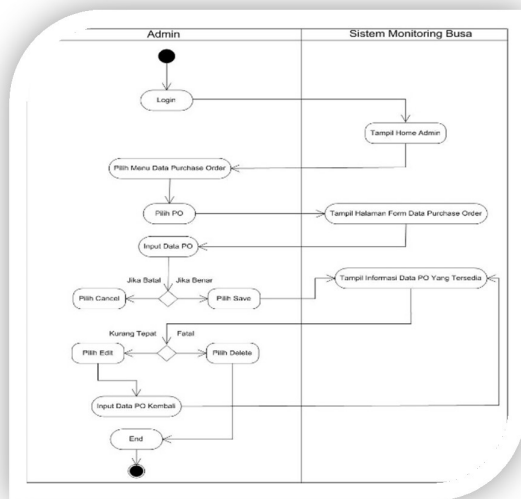 Admin
Sistem Monitoring Busa
Login
Tampil Home Admin
Pilih Menu Data Purchase Order
Pilih PO
Tampil Halaman Form Data Purchase Order
Input Data PO
Jika Batal
Jika Benar
Tampil Informasi Data PO Yang Tersedia
Pilih Cancel
Pilih Save
Kurang Tepat
Fatal
Pilih Edit
Pilih Delete
Input Data PO Kembali
End